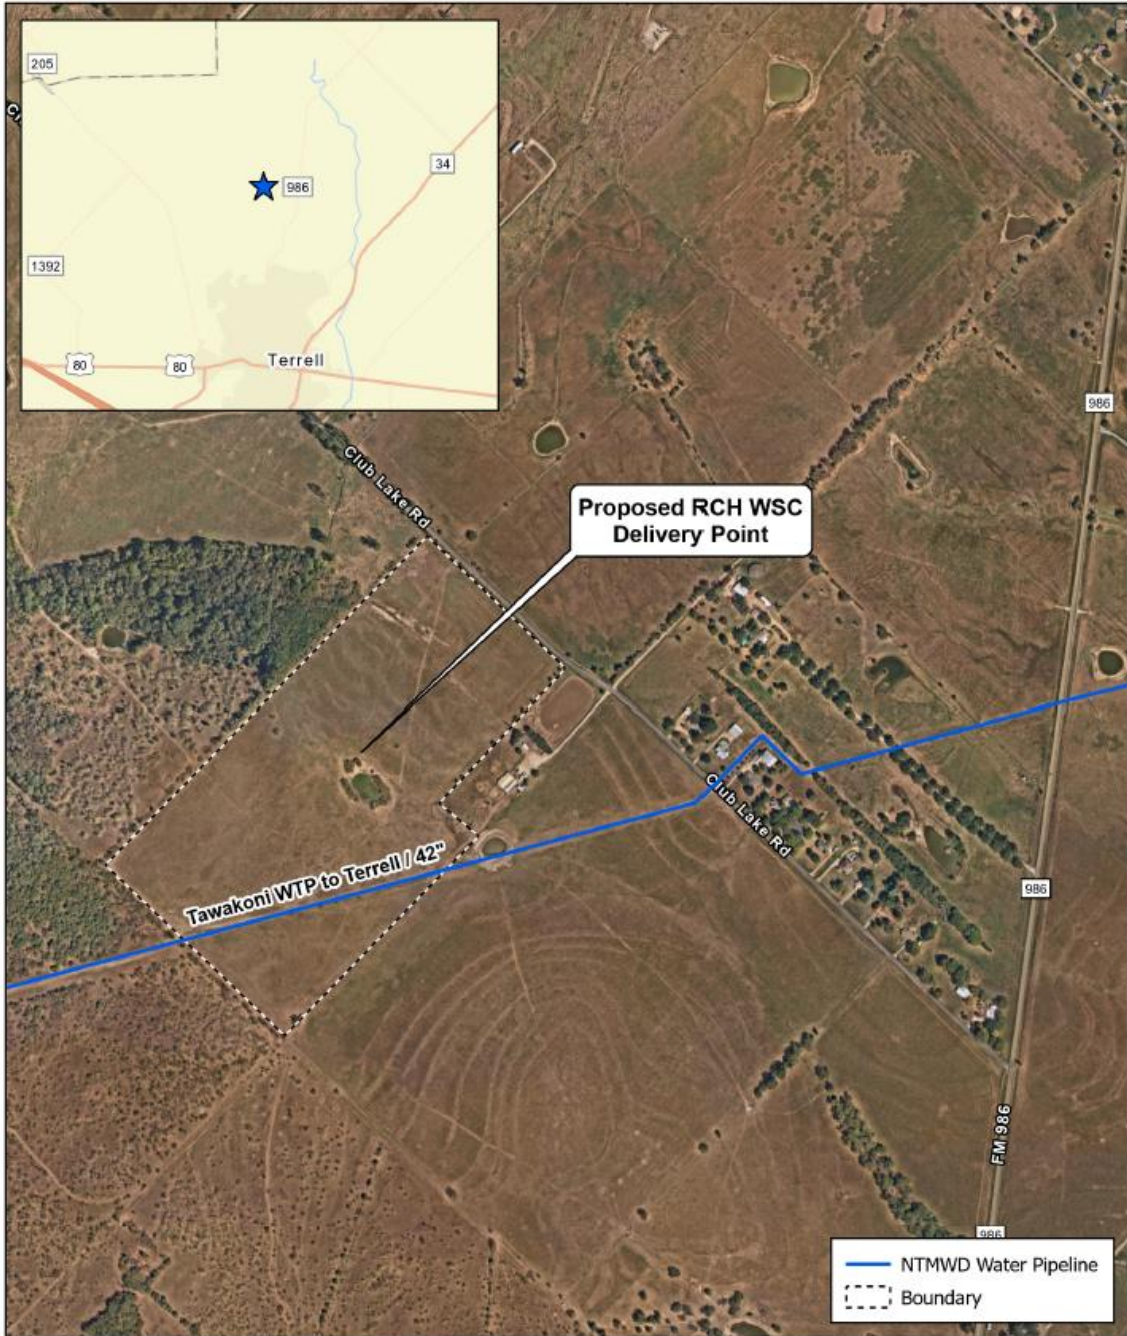 205
34
986
1392
80
80
Terrell
986
Club Lake Rd
Proposed RCH WSC
Delivery Point
Club Lake Rd
Tawakoni WTP to Terrell / 42"
986
FM 986
986
NTMWD Water Pipeline
Boundary